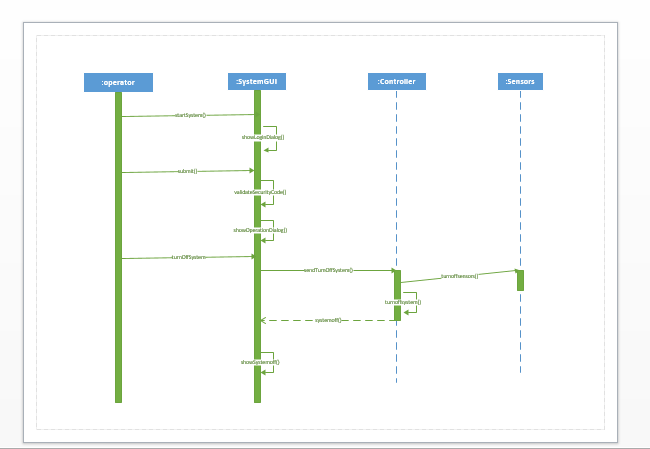 :operator
:SystemGUI
:Controller
:Sensors
startSystem()
showLoginDialog()
submit()
validateSecurityCode()
showOperationDialog()
turnOffSystem
sendTurnOffSystem()
turnoffsensors()
turnoffsystem()
systemoff()
showSystemoff()